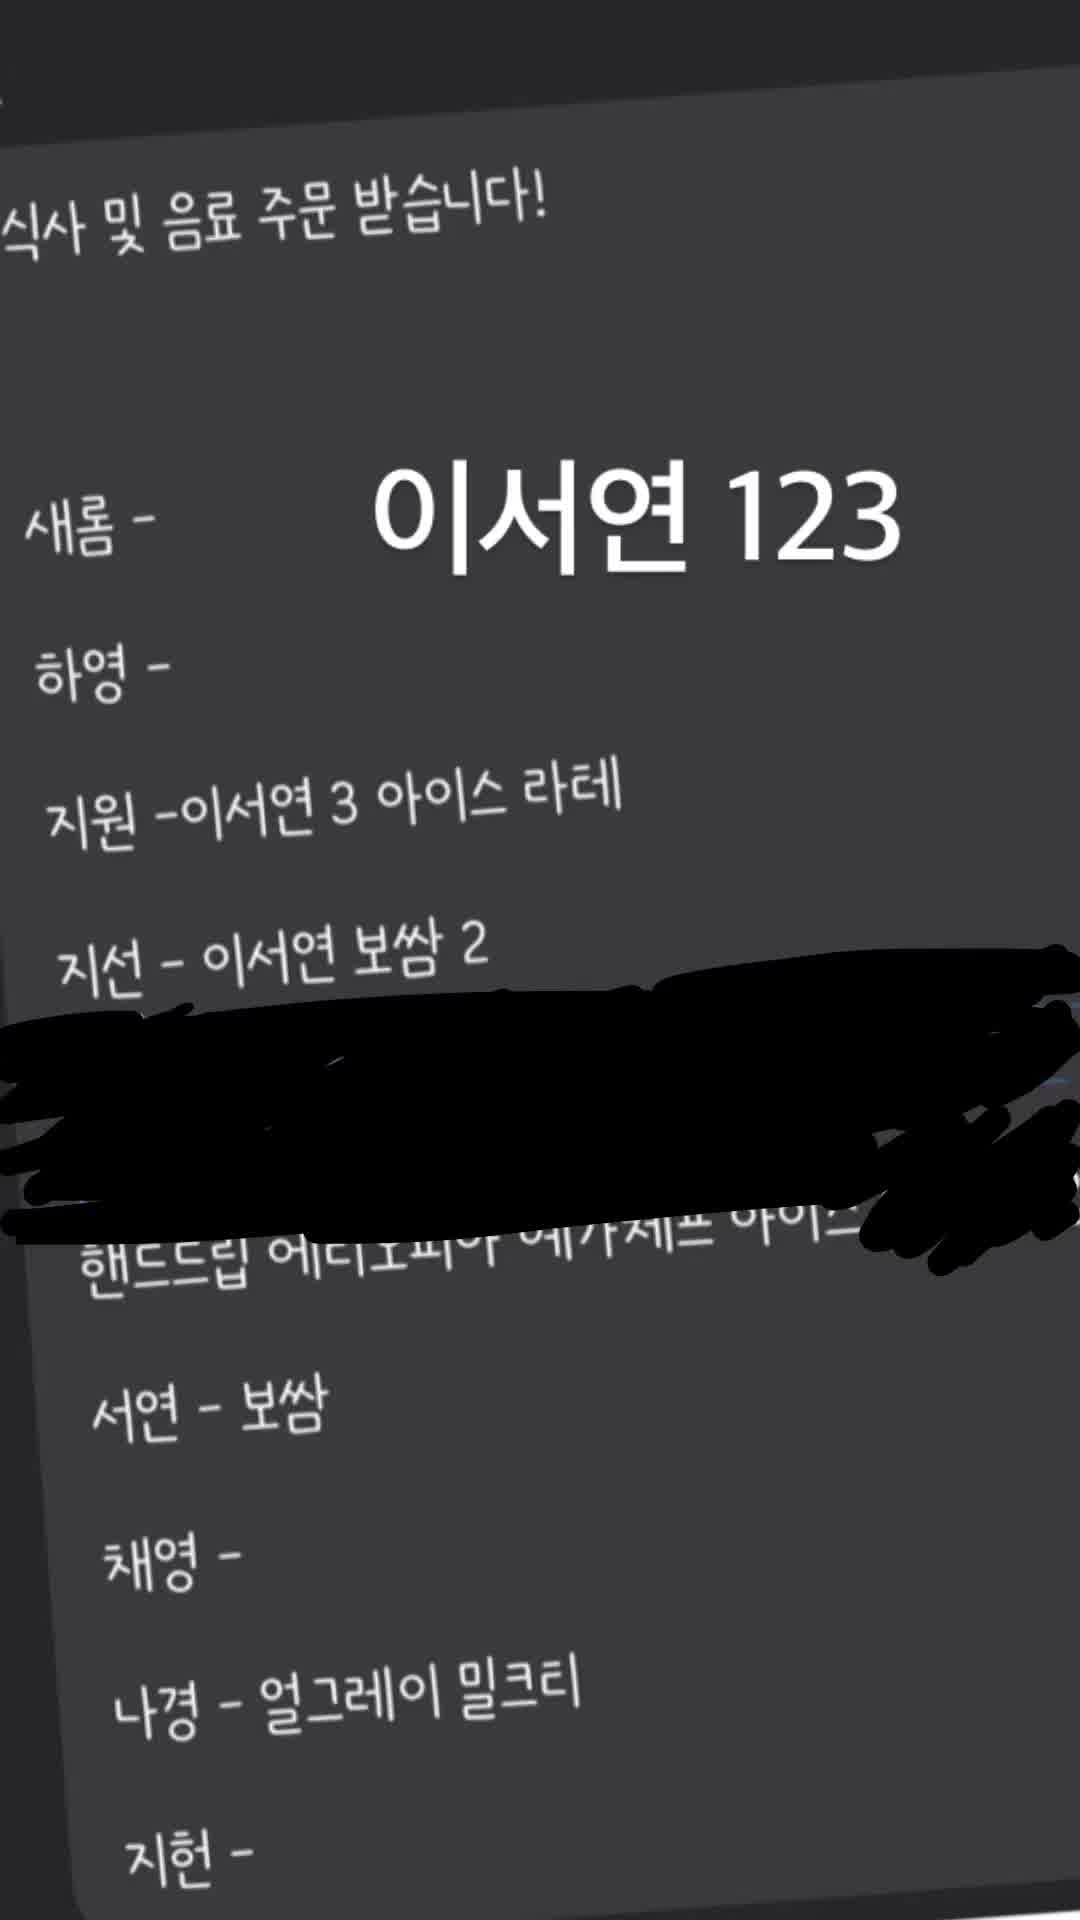 식사 및 음료 주문 받습니다!
이서연 123
새롬 -
하영 -
지원 -이서연 3 아이스 라테
지선 - 이서연 보쌈 2
핸드드립 에티오피아 예가체프 아이스
서연 - 보쌈
채영 -
나경 - 얼그레이 밀크티
지헌 -